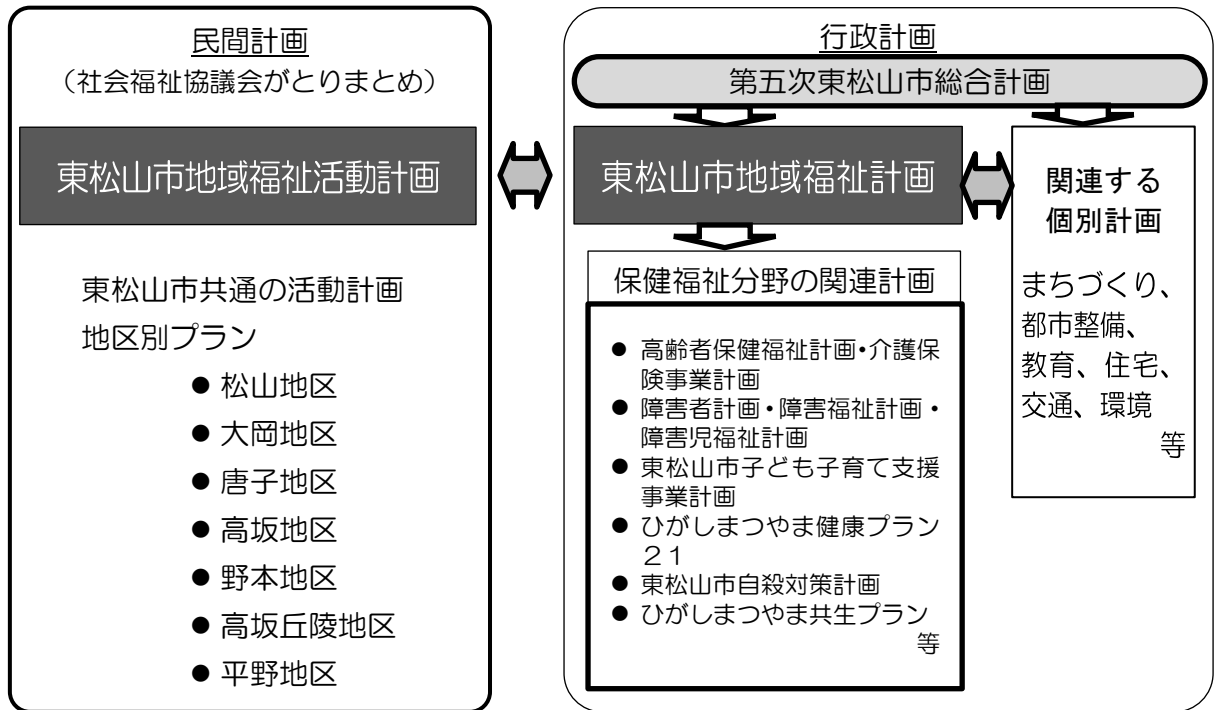 民間計画
(社会福祉協議会がとりまとめ)
東松山市地域福祉活動計画
東松山市共通の活動計画
地区別プラン
● 松山地区
● 大岡地区
● 唐子地区
● 高坂地区
● 野本地区
● 高坂丘陵地区
● 平野地区
行政計画
第五次東松山市総合計画
東松山市地域福祉計画
保健福祉分野の関連計画
● 高齢者保健福祉計画・介護保
険事業計画
● 障害者計画・障害福祉計画・
障害児福祉計画
● 東松山市子ども子育て支援
事業計画
● ひがしまつやま健康プラン
21
● 東松山市自殺対策計画
● ひがしまつやま共生プラン
等
関連する
個別計画
まちづくり、
都市整備、
教育、住宅、
交通、環境
等